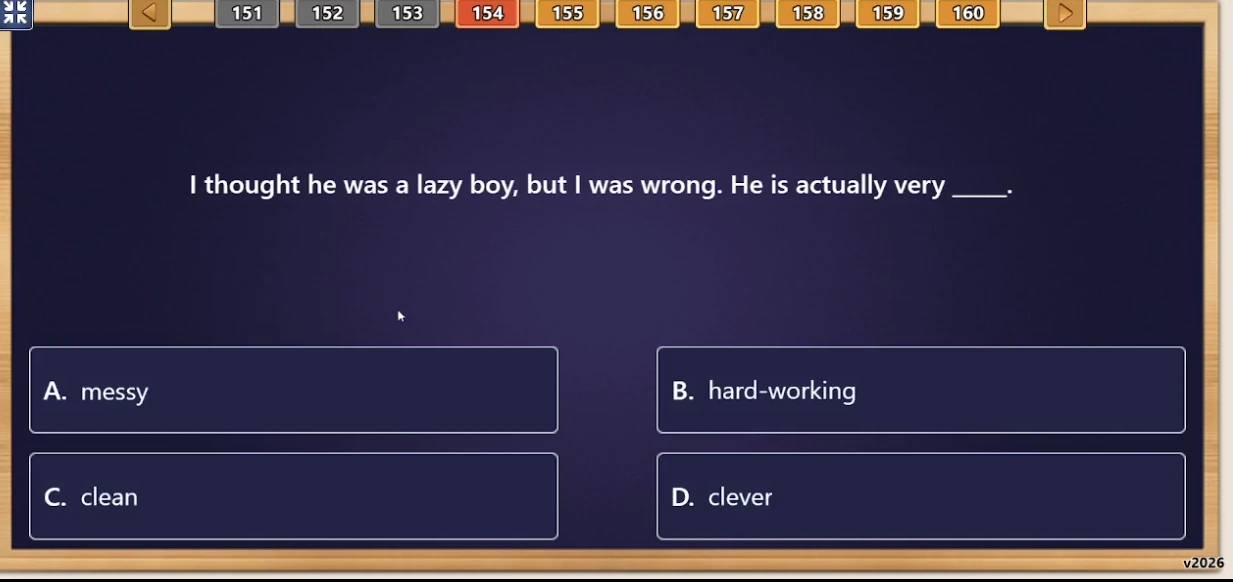 151 152 153 154 155 156 157 158 159 160
I thought he was a lazy boy, but I was wrong. He is actually very _____.
A. messy
B. hard-working
C. clean
D. clever
v2026